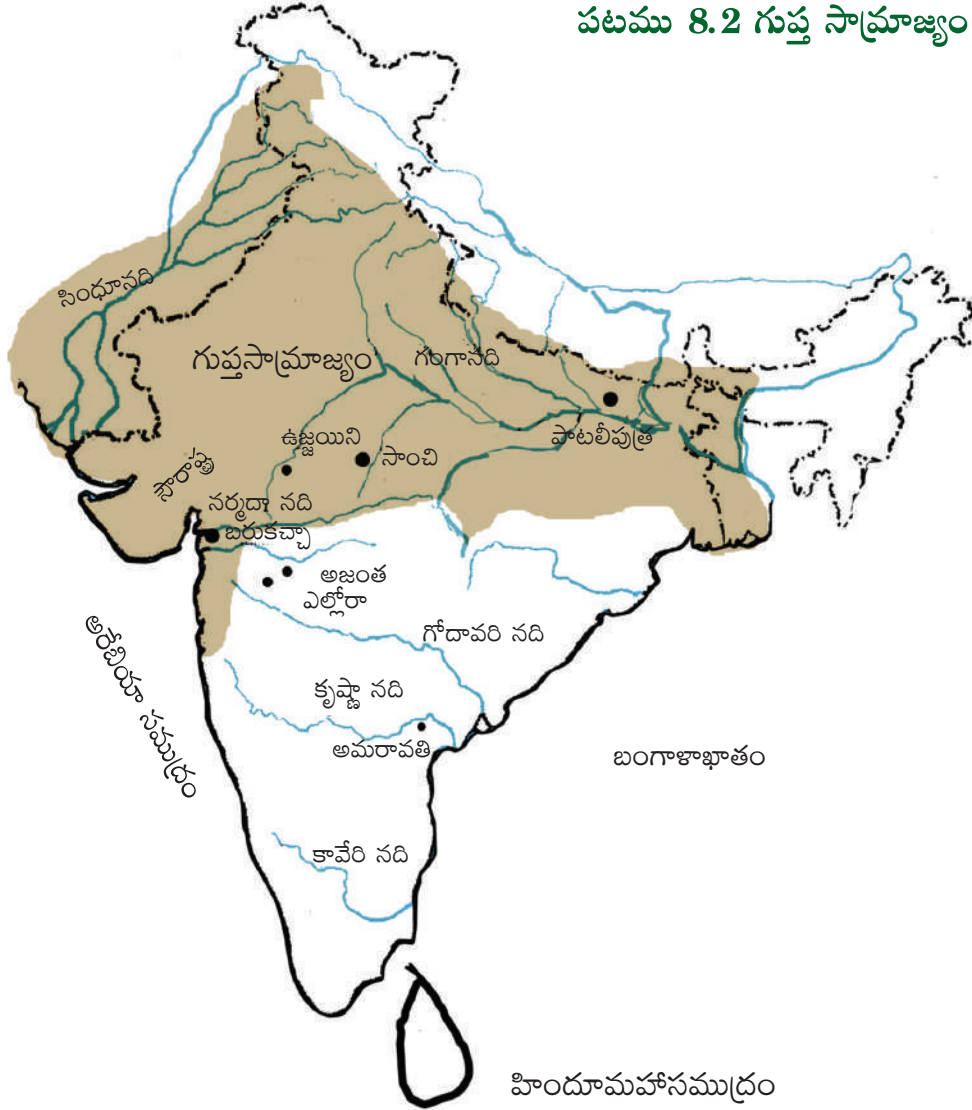 పటము 8.2 గుప్త సామ్రాజ్యం
సింధూనది
గుప్తసామ్రాజ్యం
గంగానది
ఉజ్జయిని
సాంచి
పాటలీపుత్ర
సౌరాష్ట్ర
నర్మదా నది
బరుకచ్ఛా
అజంత
ఎల్లోరా
గోదావరి నది
అరేబియా సముద్రం
కృష్ణా నది
అమరావతి
బంగాళాఖాతం
కావేరి నది
హిందూమహాసముద్రం